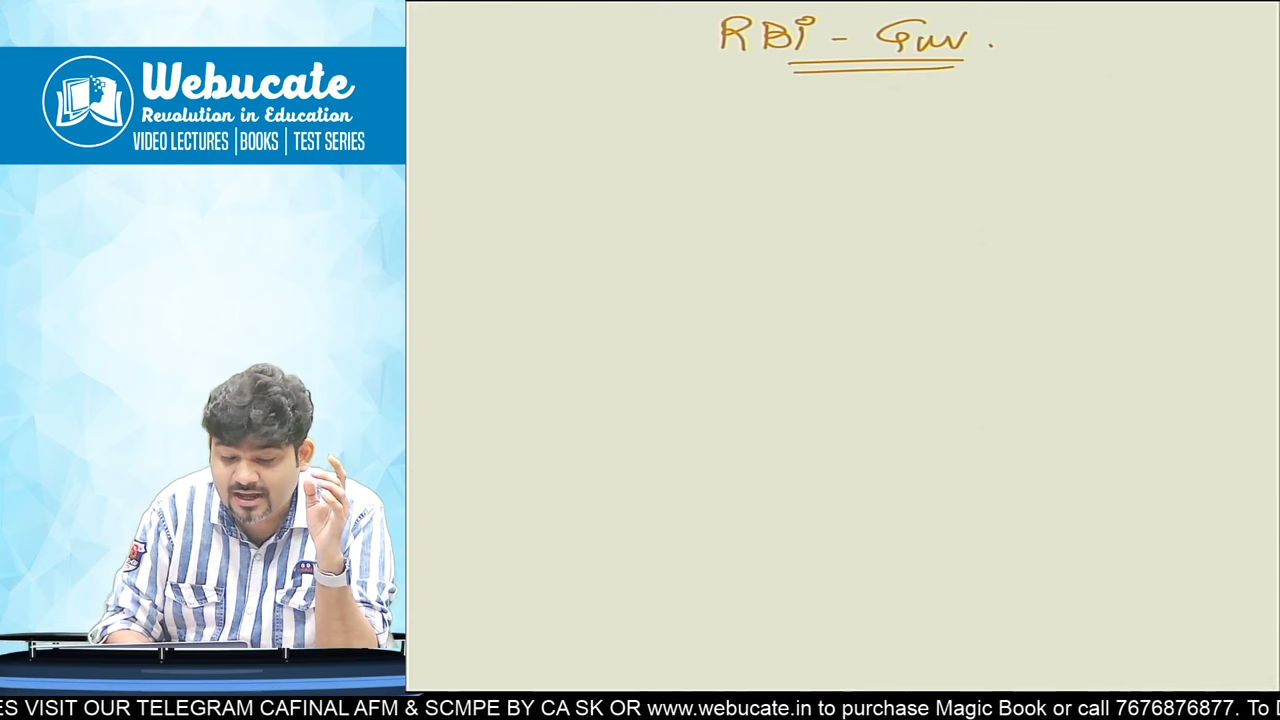 RBi - Gov.
Webucate
Revolution in Education
VIDEO LECTURES | BOOKS | TEST SERIES
ES VISIT OUR TELEGRAM CAFINAL AFM & SCMPE BY CA SK OR www.webucate.in to purchase Magic Book or call 7676876877. To